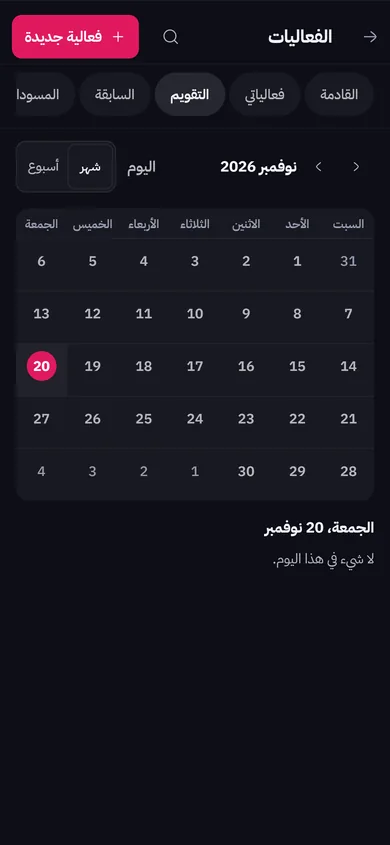 الفعاليات
+ فعالية جديدة
القادمة فعالياتي التقويم السابقة المسودا
نوفمبر 2026 اليوم شهر أسبوع
السبت الأحد الاثنين الثلاثاء الأربعاء الخميس الجمعة
31 1 2 3 4 5 6
7 8 9 10 11 12 13
14 15 16 17 18 19 20
21 22 23 24 25 26 27
28 29 30 1 2 3 4
الجمعة، 20 نوفمبر
لا شيء في هذا اليوم.